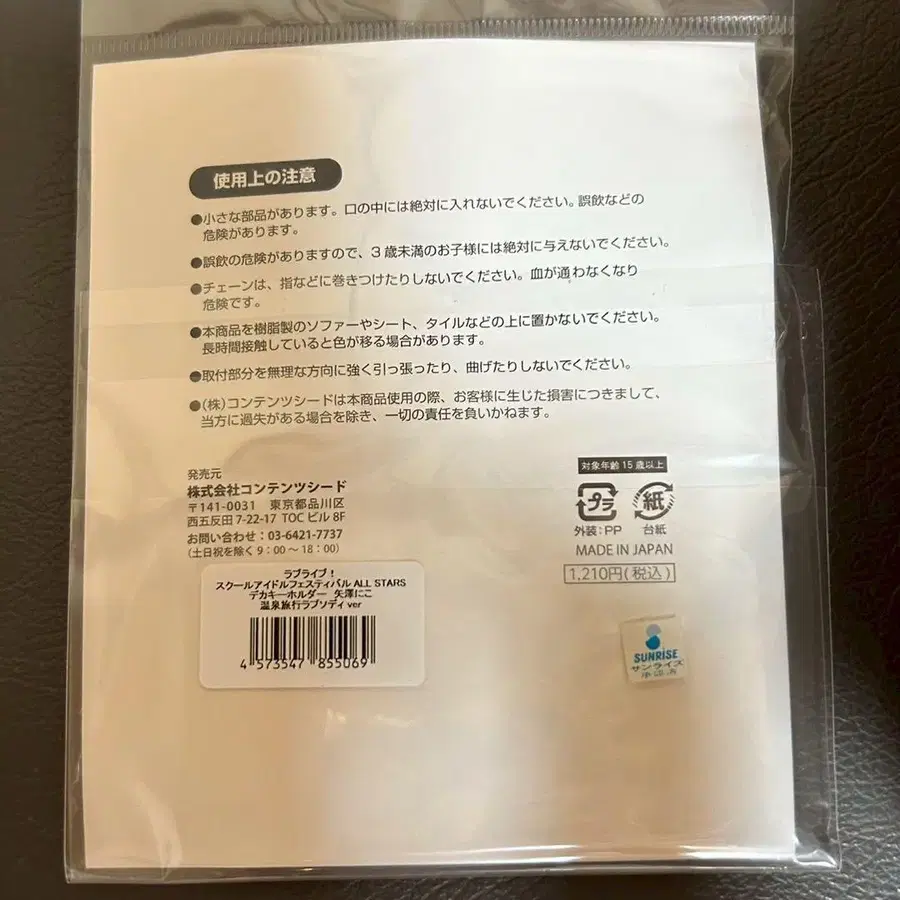 使用上の注意
●小さな部品があります。口の中には絶対に入れないでください。誤飲などの
危険があります。
●誤飲の危険がありますので、3歳未満のお子様には絶対に与えないでください。
●チェーンは、指などに巻きつけたりしないでください。血が通わなくなり
危険です。
●本商品を樹脂製のソファーやシート、タイルなどの上に置かないでください。
長時間接触していると色が移る場合があります。
●取付部分を無理な方向に強く引っ張ったり、曲げたりしないでください。
●(株)コンテンツシードは本商品使用の際、お客様に生じた損害につきまして、
当方に過失がある場合を除き、一切の責任を負いかねます。
発売元
株式会社コンテンツシード
〒141-0031 東京都品川区
西五反田 7-22-17 TOC ビル 8F
お問い合わせ:03-6421-7737
(土日祝を除く 9:00~18:00)
対象年齢15歳以上
プラ
紙
外装:PP
台紙
MADE IN JAPAN
1,210円(税込)
ラブライブ!
スクールアイドルフェスティバル ALL STARS
デカキーホルダー 矢澤にこ
温泉旅行ラプソディ ver
4 573547 855069
SUNRISE
サンライズ
承認済